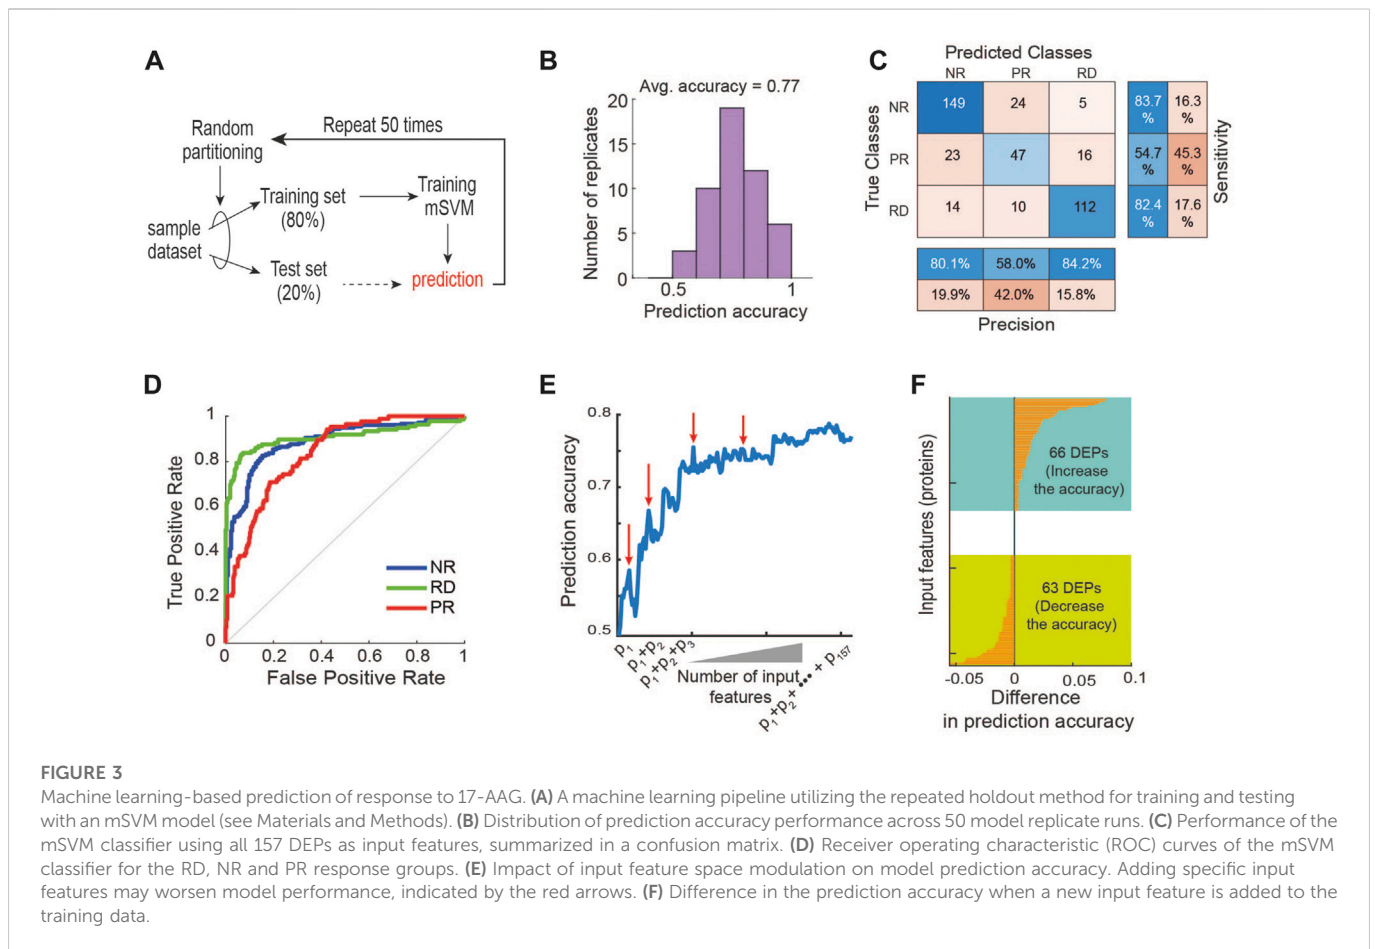 A
Random
partitioning
Repeat 50 times
Training set
(80%)
Training
mSVM
sample
dataset
Test set
(20%)
prediction
B
Avg. accuracy = 0.77
Number of replicates
20
15
10
5
0
0.5
1
Prediction accuracy
C
Predicted Classes
NR PR RD
True Classes
NR 149 24 5
83.7
%
16.3
%
PR 23 47 16
54.7
%
45.3
%
RD 14 10 112
82.4
%
17.6
%
Sensitivity
80.1% 58.0% 84.2%
19.9% 42.0% 15.8%
Precision
D
True Positive Rate
1
0.8
0.6
0.4
0.2
0
NR
RD
PR
0 0.2 0.4 0.6 0.8 1
False Positive Rate
E
Prediction accuracy
0.8
0.7
0.6
0.5
p1
p1+p2
p1+p2+p3
Number of input
features
p1+p2+••• + p157
F
Input features (proteins)
66 DEPs
(Increase
the accuracy)
63 DEPs
(Decrease
the accuracy)
-0.05 0 0.05 0.1
Difference
in prediction accuracy
FIGURE 3
Machine learning-based prediction of response to 17-AAG. (A) A machine learning pipeline utilizing the repeated holdout method for training and testing
with an mSVM model (see Materials and Methods). (B) Distribution of prediction accuracy performance across 50 model replicate runs. (C) Performance of the
mSVM classifier using all 157 DEPs as input features, summarized in a confusion matrix. (D) Receiver operating characteristic (ROC) curves of the mSVM
classifier for the RD, NR and PR response groups. (E) Impact of input feature space modulation on model prediction accuracy. Adding specific input
features may worsen model performance, indicated by the red arrows. (F) Difference in the prediction accuracy when a new input feature is added to the
training data.